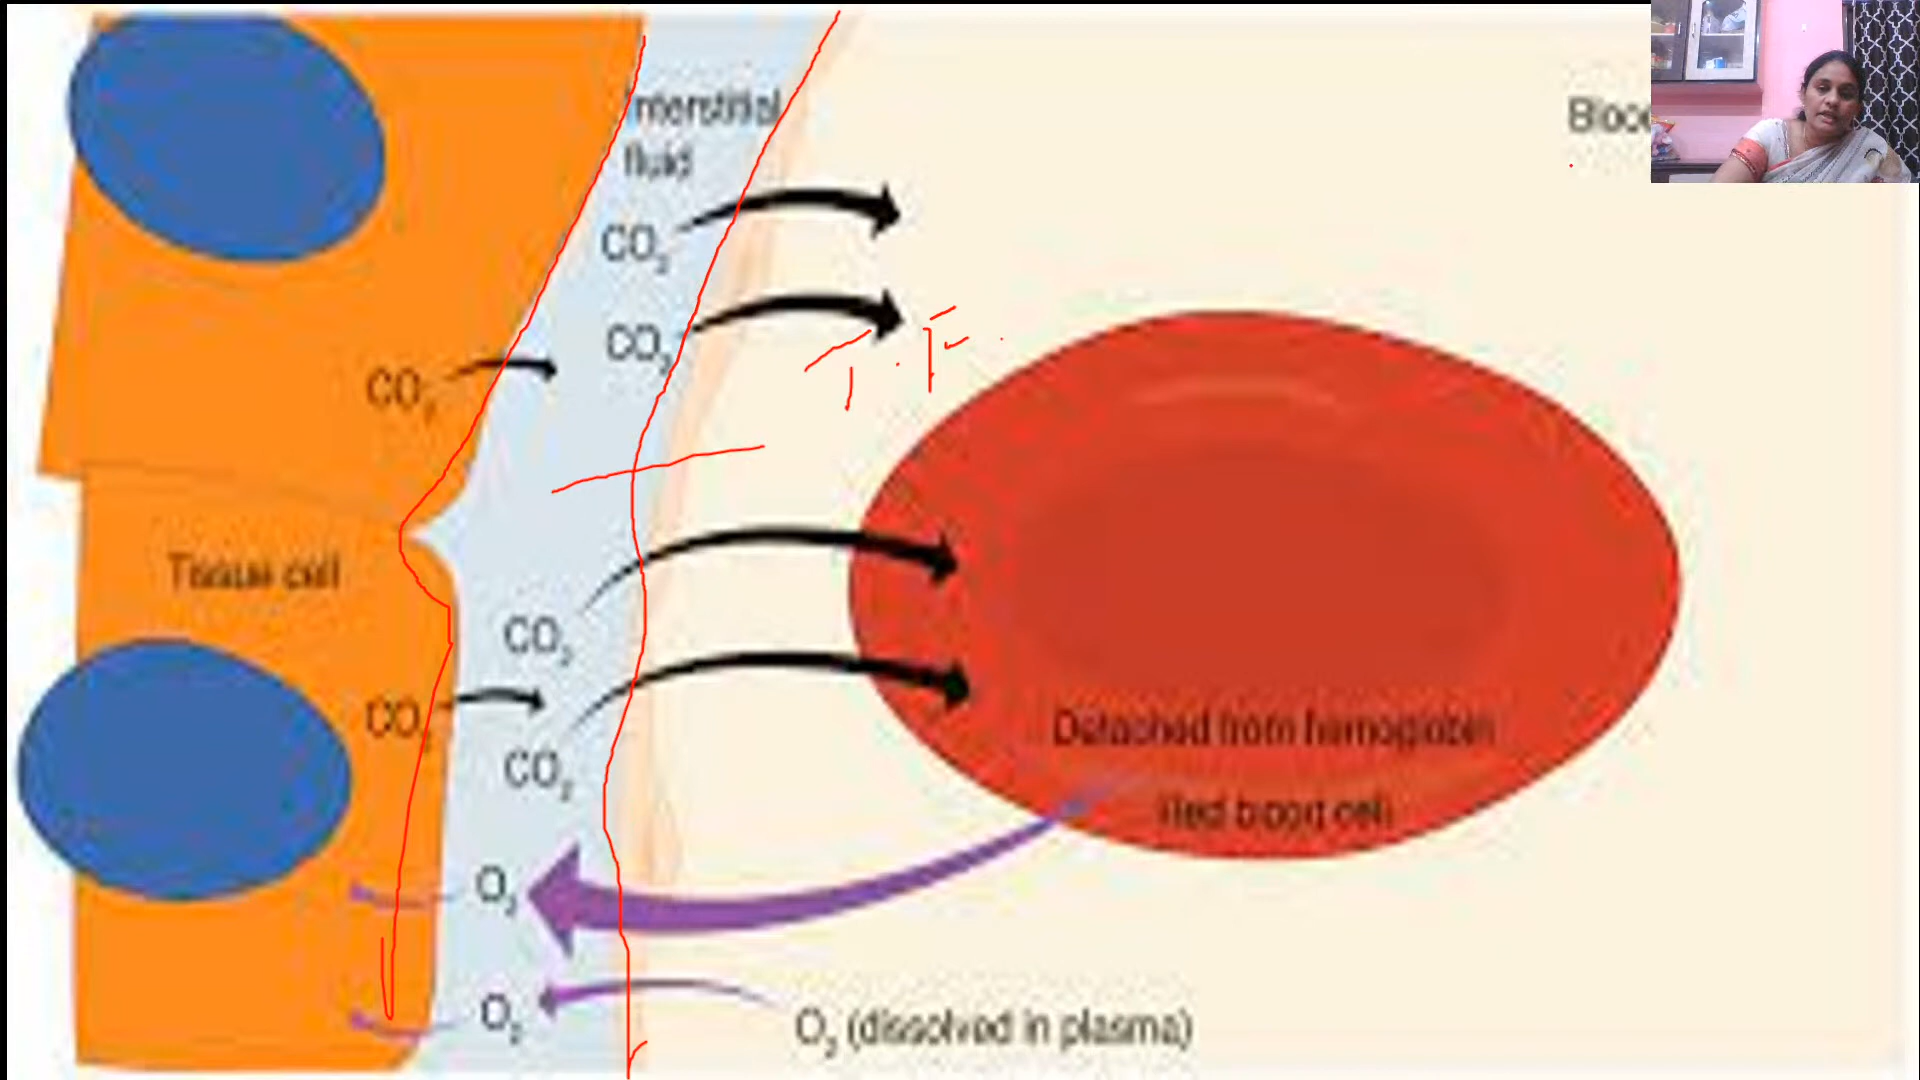 Interstitial
fluid
CO₂
CO₂
CO₂
T.F.
Tissue cell
CO₂
CO₂
CO₂
Detached from hemoglobin
Red blood cell
O₂
O₂
O₂ (dissolved in plasma)